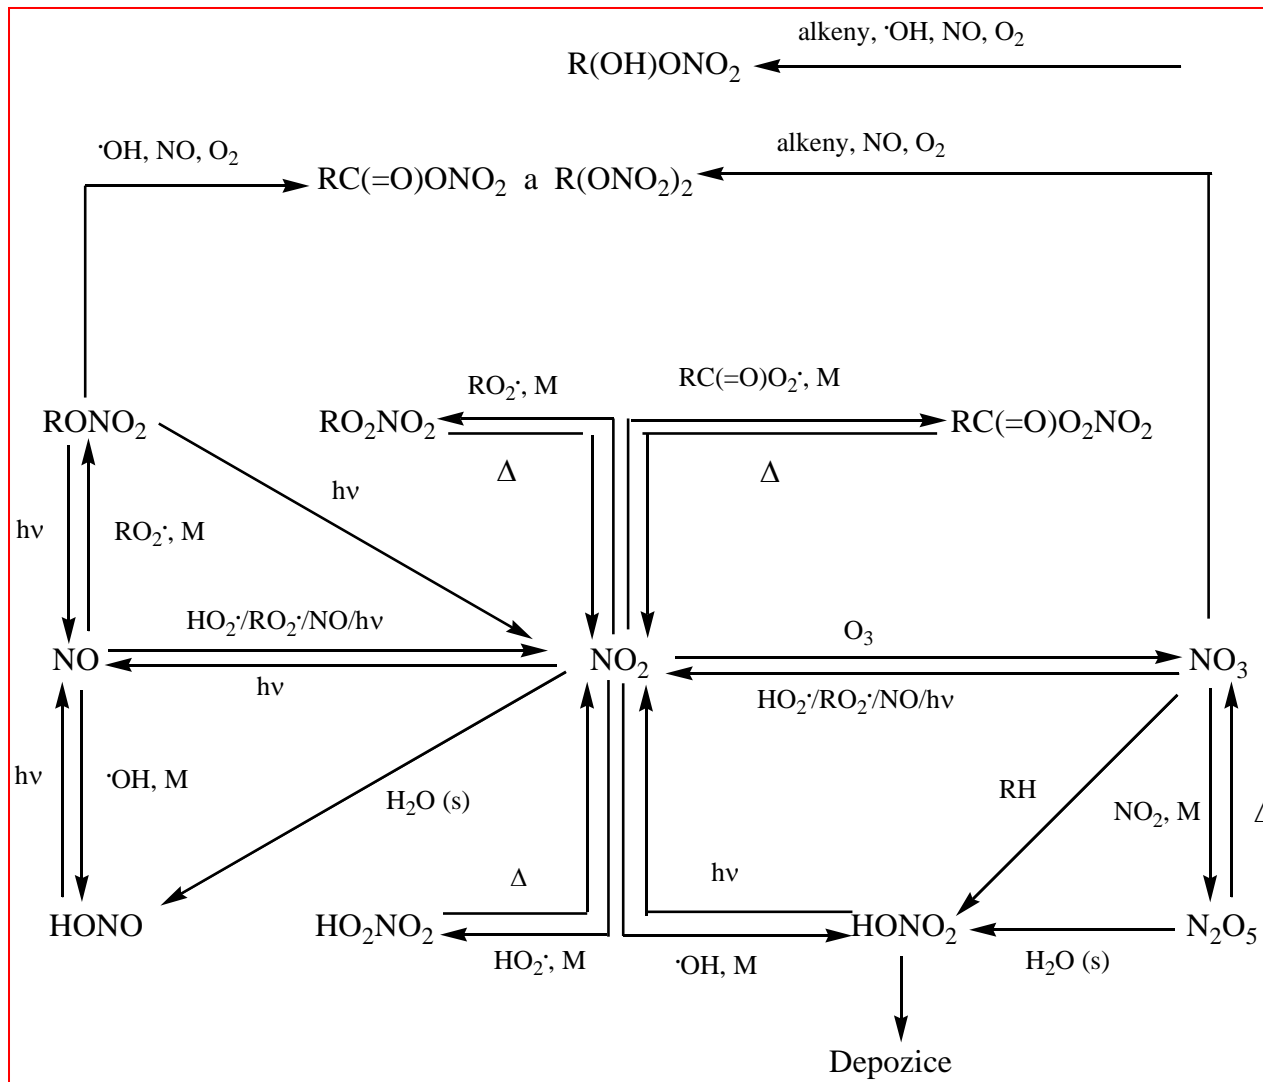 alkeny, ·OH, NO, O₂
R(OH)ONO₂
·OH, NO, O₂
alkeny, NO, O₂
RC(=O)ONO₂ a R(ONO₂)₂
RO₂·, M
RC(=O)O₂·, M
RONO₂
RO₂NO₂
RC(=O)O₂NO₂
Δ
Δ
hν
hν
RO₂·, M
HO₂·/RO₂·/NO/hν
O₃
NO
NO₂
NO₃
hν
HO₂·/RO₂·/NO/hν
hν
·OH, M
H₂O (s)
RH
NO₂, M
Δ
Δ
hν
HONO
HO₂NO₂
HONO₂
N₂O₅
HO₂·, M
·OH, M
H₂O (s)
Depozice